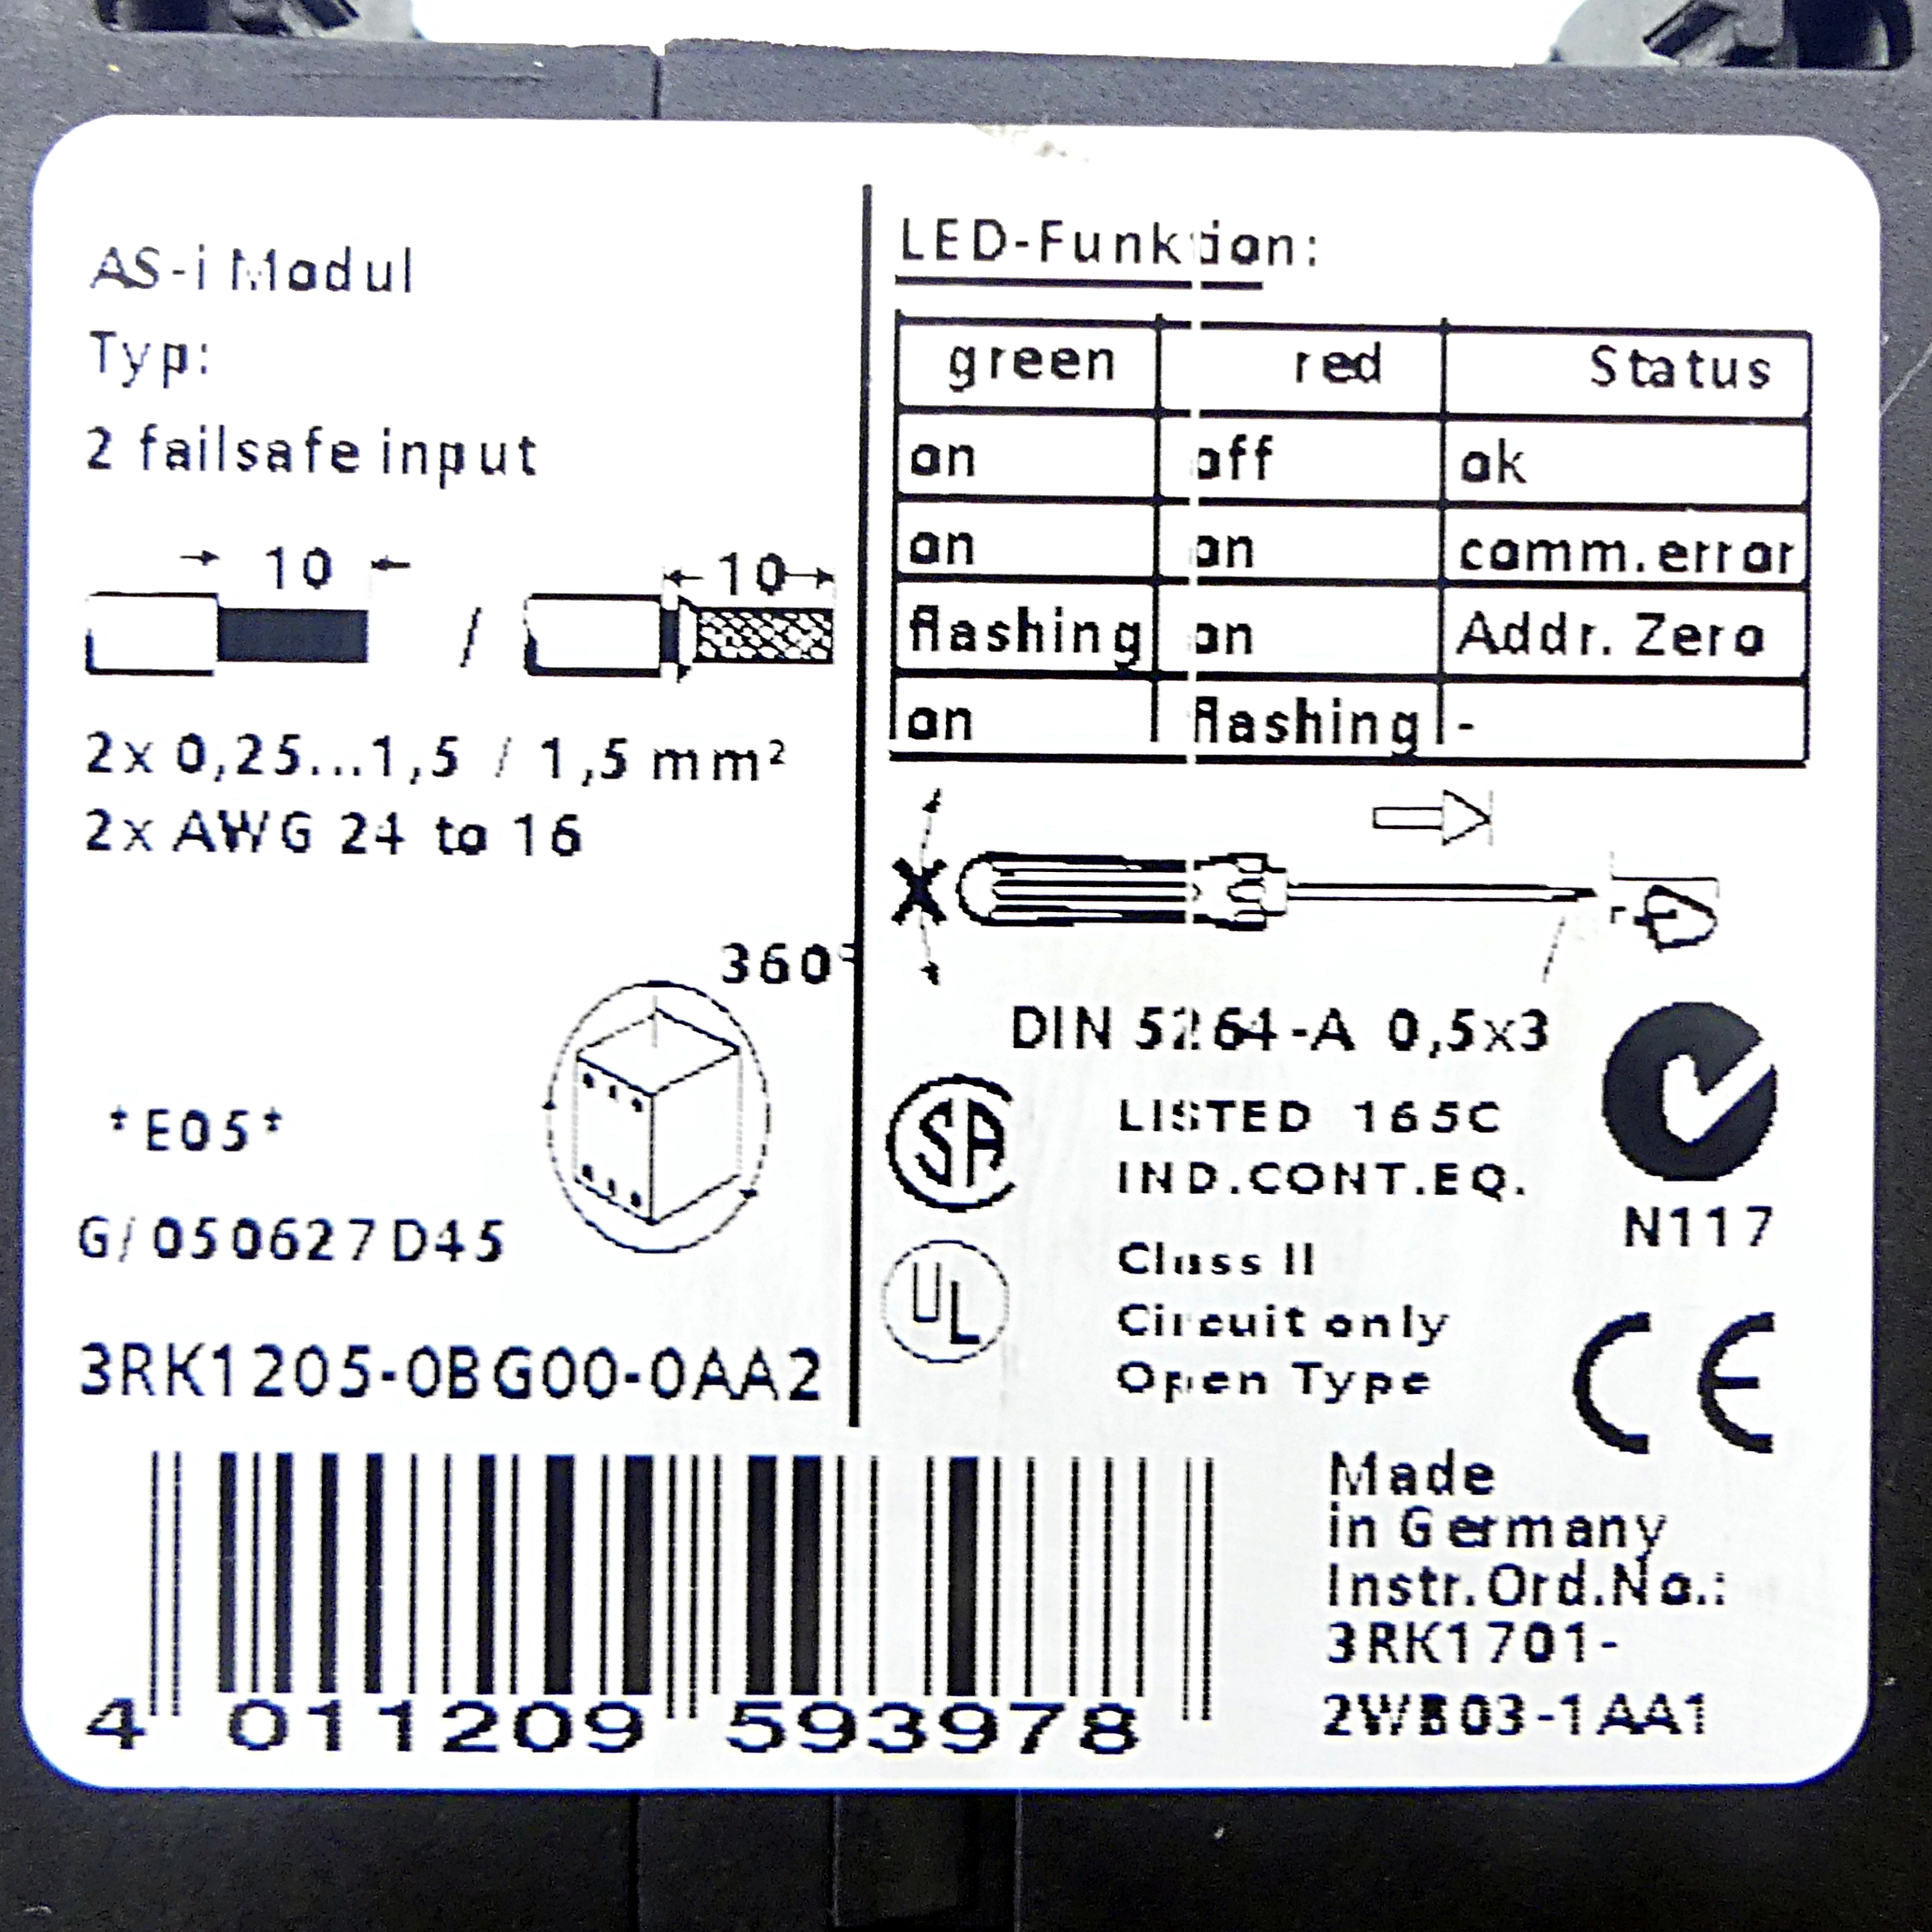 AS-i Modul
Typ:
2 failsafe input
10 / 10
2x 0,25...1,5 / 1,5 mm²
2x AWG 24 to 16
360°
*E05*
G/050627D45
3RK1205-0BG00-0AA2
LED-Funktion:
green red Status
on off ok
on on comm.error
flashing on Addr. Zero
on flashing -
DIN 5264-A 0,5x3
SA LISTED 165C
IND.CONT.EQ.
N117
UL
Class II
Circuit only
Open Type
CE
4 011209 593978
Made
in Germany
Instr.Ord.No.:
3RK1701-
2WB03-1AA1